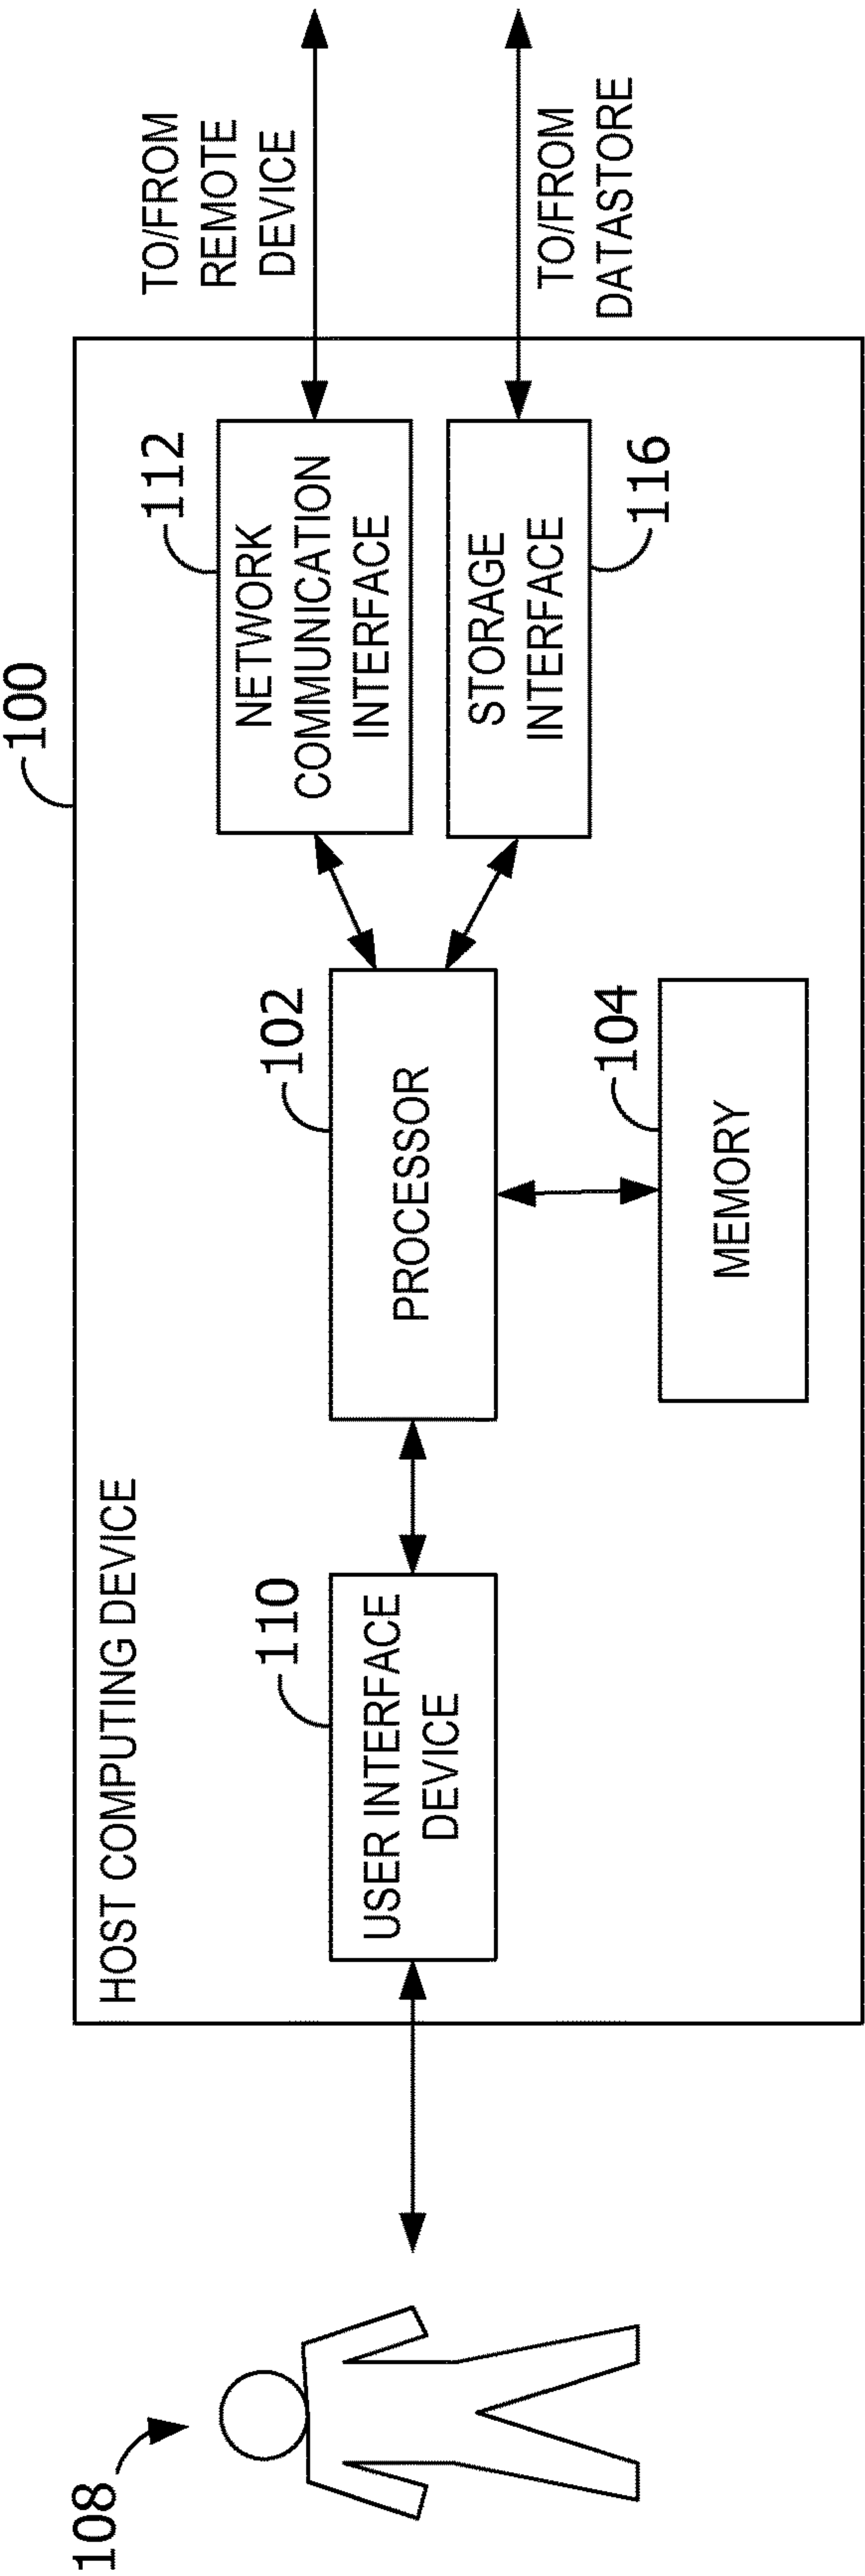 100
HOST COMPUTING DEVICE
108
110
USER INTERFACE
DEVICE
102
PROCESSOR
104
MEMORY
112
NETWORK
COMMUNICATION
INTERFACE
STORAGE
INTERFACE
116
TO/FROM
REMOTE
DEVICE
TO/FROM
DATASTORE